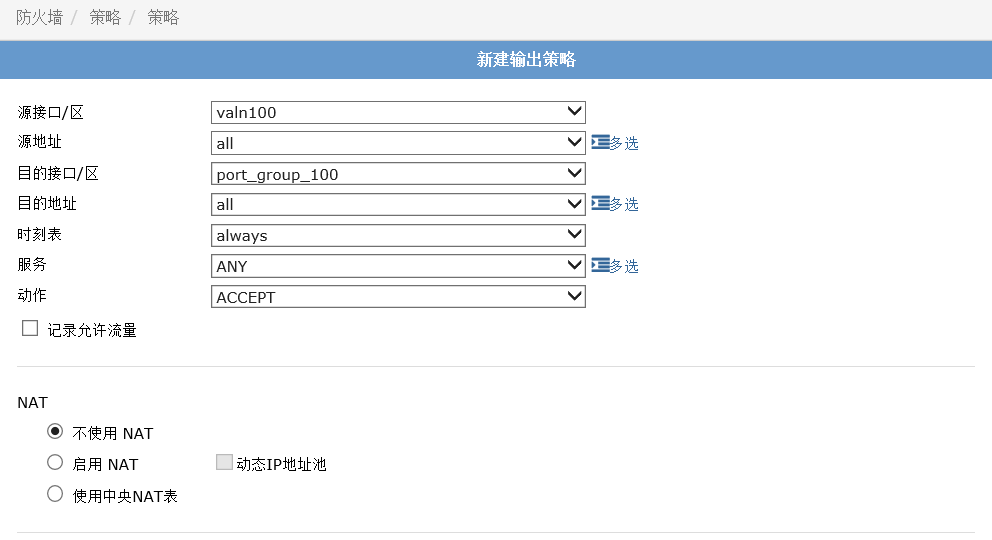 防火墙 / 策略 / 策略
新建输出策略
源接口/区 valn100
源地址 all 多选
目的接口/区 port_group_100
目的地址 all 多选
时刻表 always
服务 ANY 多选
动作 ACCEPT
记录允许流量
NAT
不使用 NAT
启用 NAT 动态IP地址池
使用中央NAT表